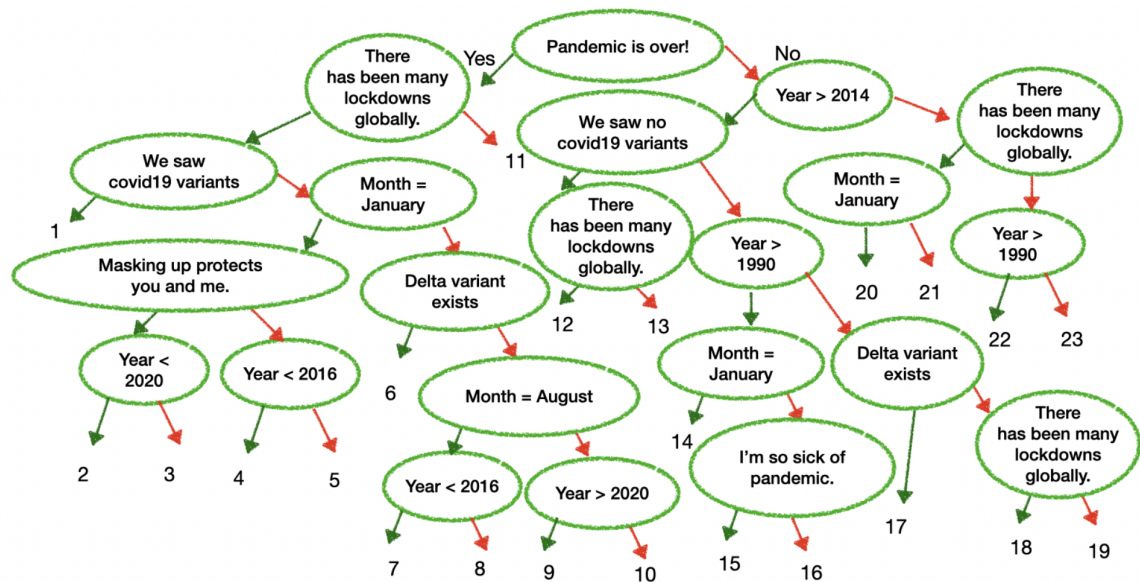 Pandemic is over!
Yes
No
There
has been many
lockdowns
globally.
Year > 2014
There
has been many
lockdowns
globally.
We saw
covid19 variants
11
We saw no
covid19 variants
Month =
January
Month =
January
1
There
has been many
lockdowns
globally.
Year >
1990
Year >
1990
Masking up protects
you and me.
Delta variant
exists
12
13
20
21
22
23
Year <
2020
Year < 2016
6
Month = August
Month =
January
Delta variant
exists
2
3
4
5
14
I'm so sick of
pandemic.
There
has been many
lockdowns
globally.
Year < 2016
Year > 2020
17
7
8
9
10
15
16
18
19